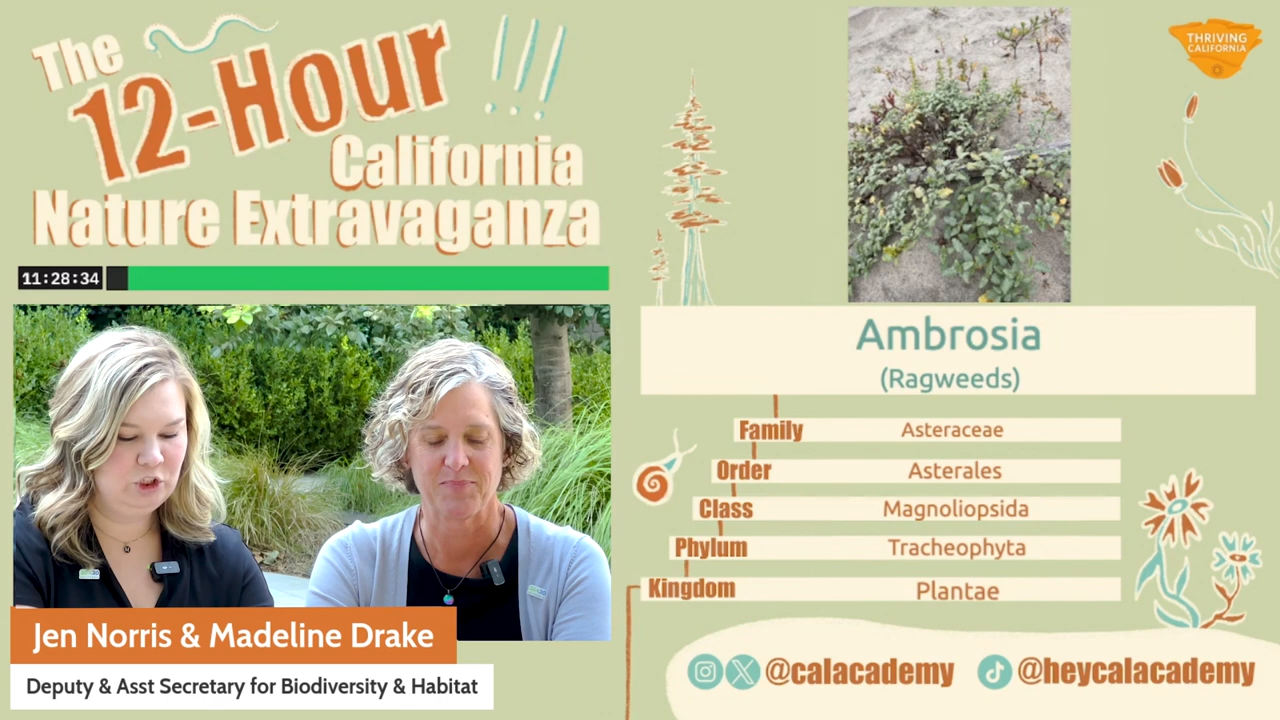 The
12-Hour!!!
California
Nature Extravaganza
11:28:34
Jen Norris & Madeline Drake
Deputy & Asst Secretary for Biodiversity & Habitat
THRIVING
CALIFORNIA
Ambrosia
(Ragweeds)
Family Asteraceae
Order Asterales
Class Magnoliopsida
Phylum Tracheophyta
Kingdom Plantae
@calacademy @heycalacademy